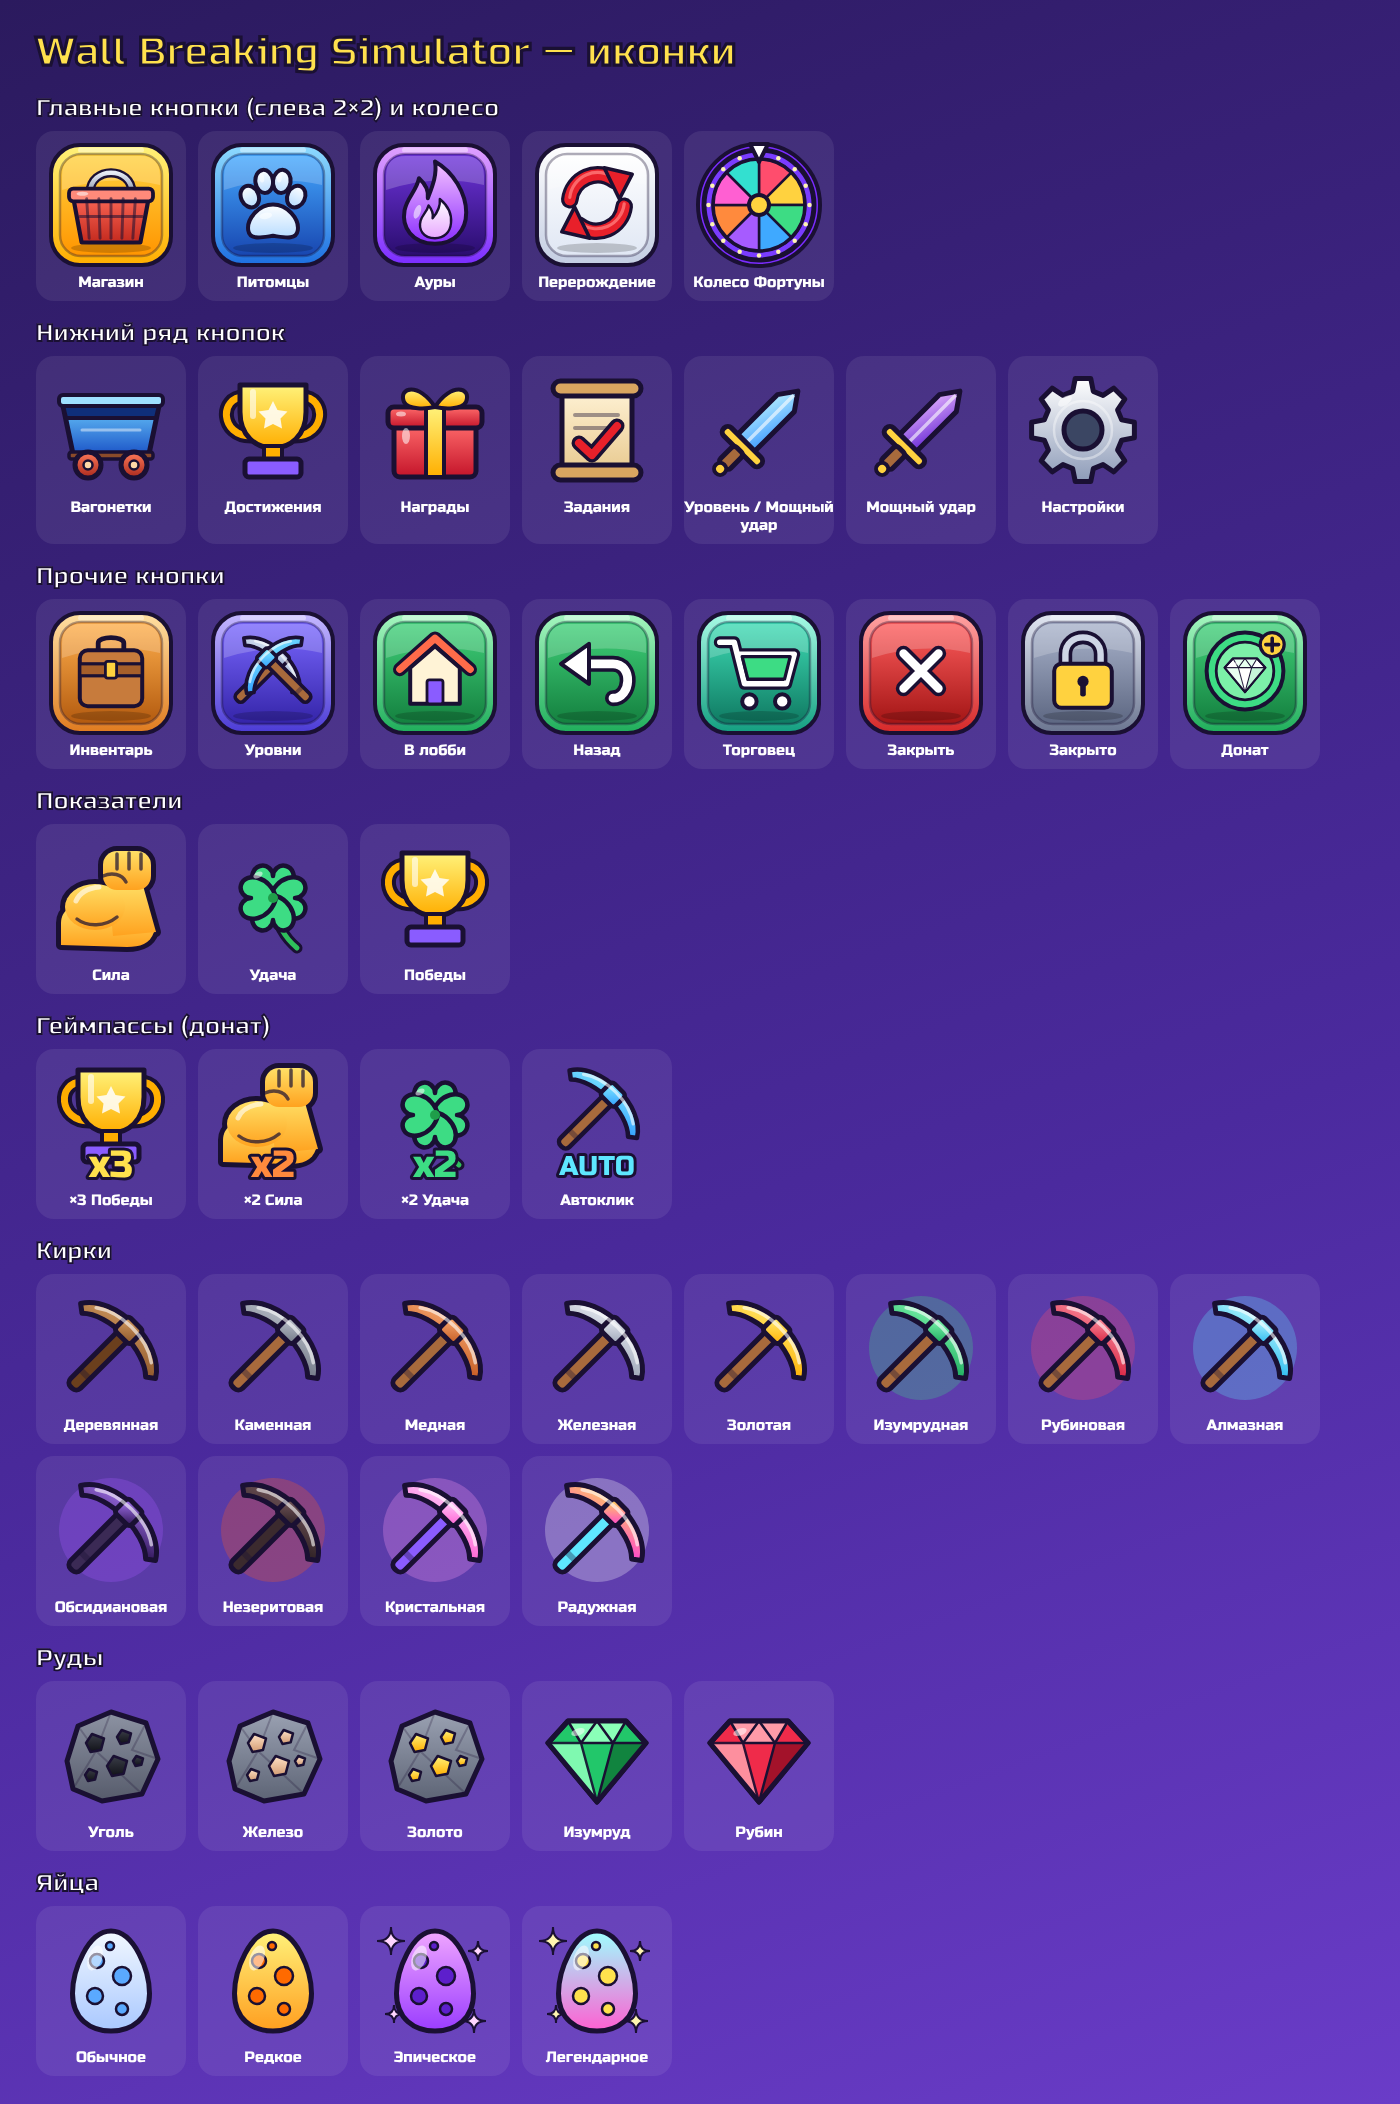 Wall Breaking Simulator — иконки
Главные кнопки (слева 2×2) и колесо
Магазин
Питомцы
Ауры
Перерождение
Колесо Фортуны
Нижний ряд кнопок
Вагонетки
Достижения
Награды
Задания
Уровень / Мощный
удар
Мощный удар
Настройки
Прочие кнопки
Инвентарь
Уровни
В лобби
Назад
Торговец
Закрыть
Закрыто
Донат
Показатели
Сила
Удача
Победы
Геймпассы (донат)
x3
x2
x2
AUTO
×3 Победы
×2 Сила
×2 Удача
Автоклик
Кирки
Деревянная
Каменная
Медная
Железная
Золотая
Изумрудная
Рубиновая
Алмазная
Обсидиановая
Незеритовая
Кристальная
Радужная
Руды
Уголь
Железо
Золото
Изумруд
Рубин
Яйца
Обычное
Редкое
Эпическое
Легендарное